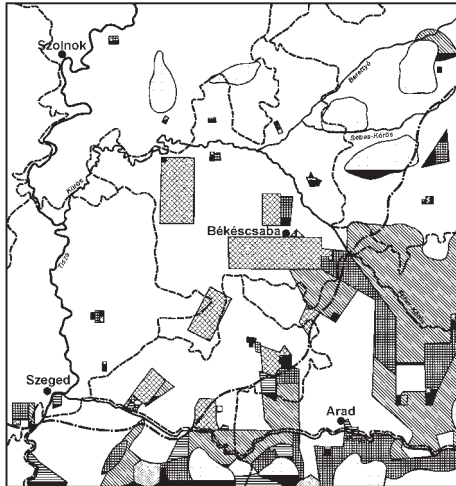 Szolnok
Berettyó
Sebes-Körös
Körös
Békéscsaba
Tisza
Szeged
Arad